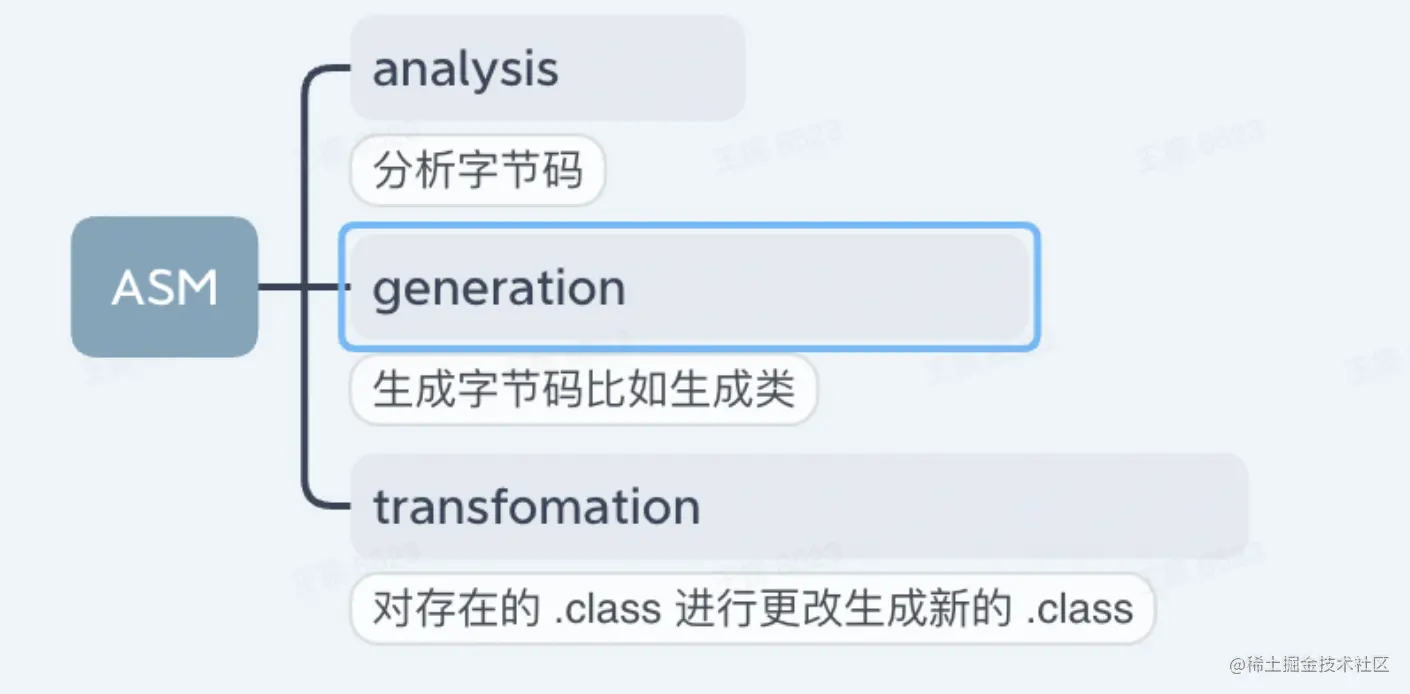 analysis
分析字节码
ASM
generation
生成字节码比如生成类
transfomation
对存在的 .class 进行更改生成新的 .class
@稀土掘金技术社区